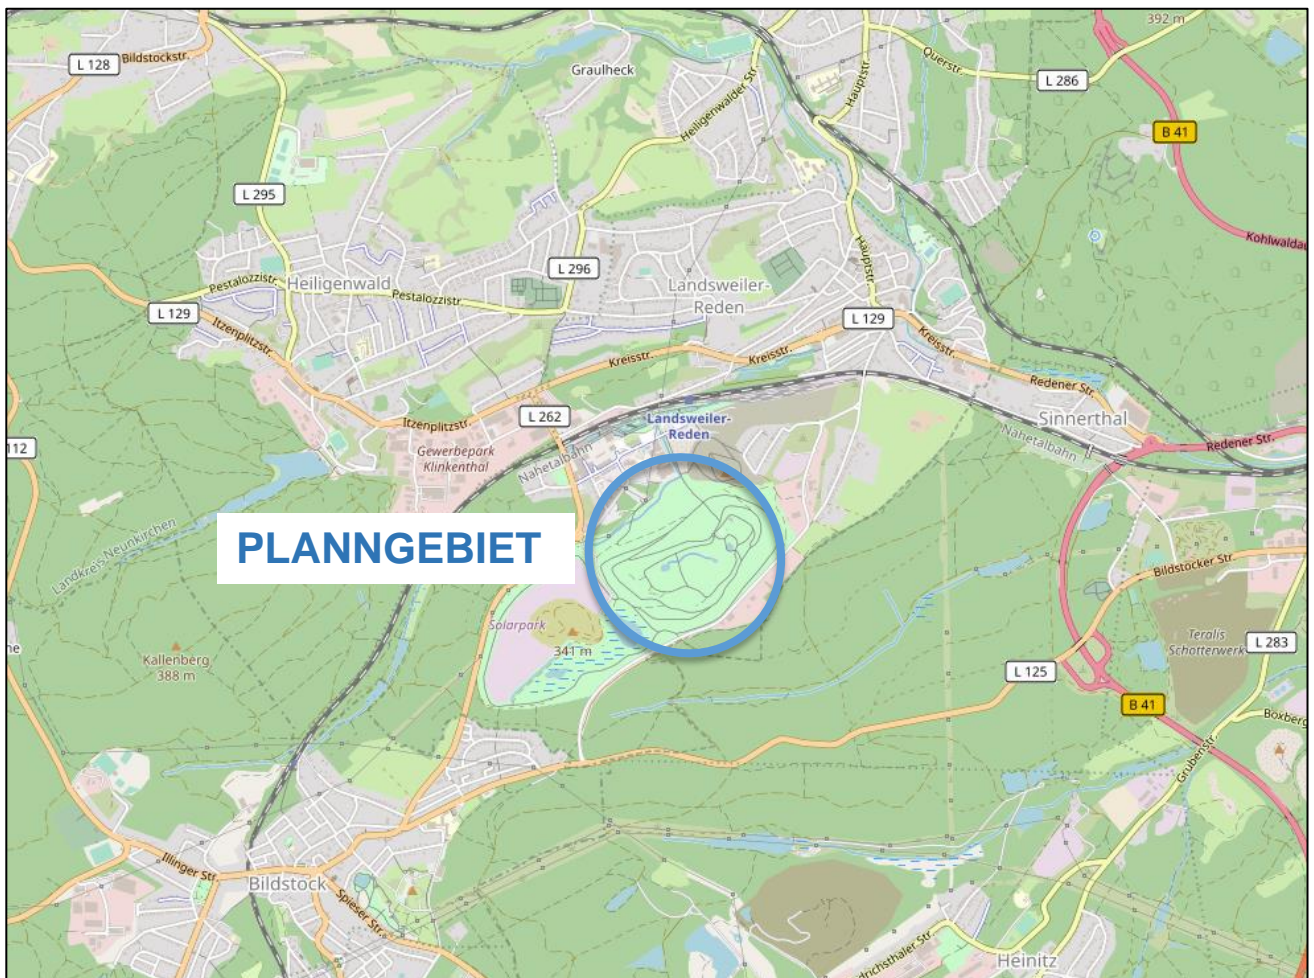 392 m
L 128
Bildstockstr.
Graulheck
Querstr.
Hauptstr.
L 286
Heiligenwalder Str.
B 41
L 295
Kohlwaldau
Hauptstr.
L 296
Pestalozzistr.
Heiligenwald
Pestalozzistr.
Landsweiler-
Reden
L 129
Itzenplitzstr.
L 129
Kreisstr.
Kreisstr.
Kreisstr.
Redener Str.
L 262
Itzenplitzstr.
Landsweiler-
Reden
Sinnerthal
112
Gewerbepark
Klinkenthal
Nahetalbahn
Nahetalbahn
Redener Str.
Landkreis Neunkirchen
PLANNGEBIET
Bildstocker Str.
Solarpark
341 m
Teralis
Schotterwerk
L 283
Kallenberg
388 m
L 125
B 41
Boxberg
Grubenstr.
Illinger Str.
Bildstock
Spieser Str.
drichsthaler Str.
Heinitz